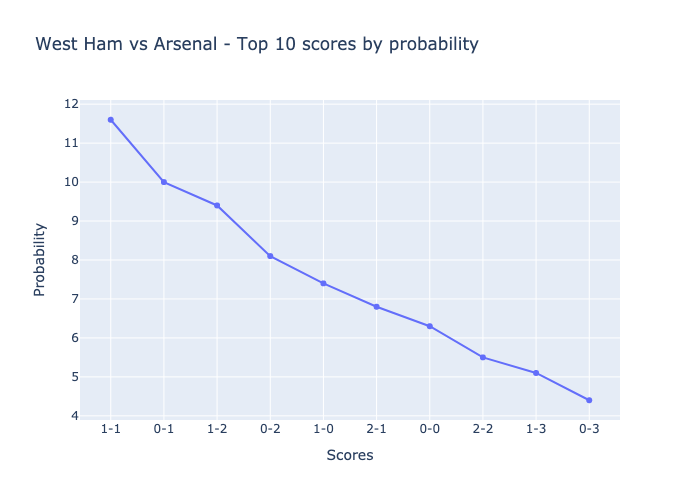 West Ham vs Arsenal - Top 10 scores by probability
12
11
10
9
8
7
6
5
4
Probability
1-1 0-1 1-2 0-2 1-0 2-1 0-0 2-2 1-3 0-3
Scores